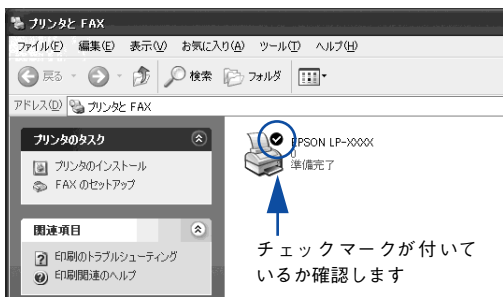 プリンタと FAX
ファイル(F) 編集(E) 表示(V) お気に入り(A) ツール(T) ヘルプ(H)
戻る 検索 フォルダ
アドレス(D) プリンタと FAX
プリンタのタスク
プリンタのインストール
FAX のセットアップ
関連項目
印刷のトラブルシューティング
印刷関連のヘルプ
EPSON LP-XXXX
0
準備完了
チェックマークが付いて
いるか確認します